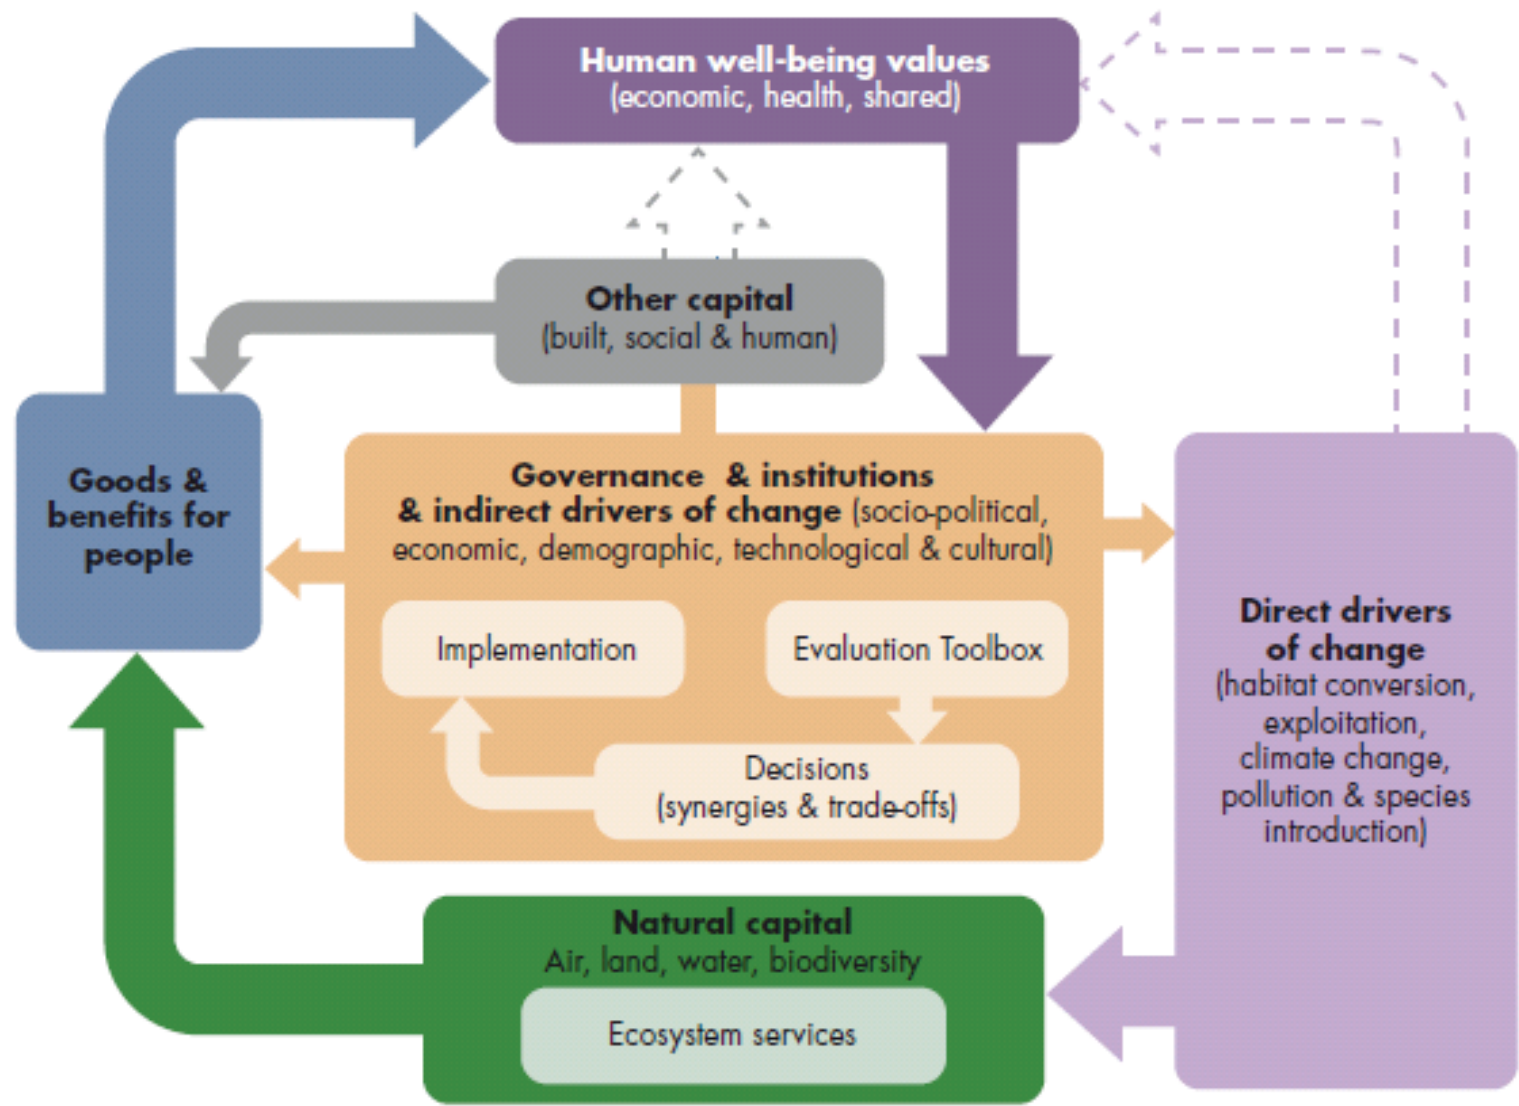 Human well-being values
(economic, health, shared)
Other capital
(built, social & human)
Goods &
benefits for
people
Governance & institutions
& indirect drivers of change (socio-political,
economic, demographic, technological & cultural)
Implementation
Evaluation Toolbox
Decisions
(synergies & trade-offs)
Direct drivers
of change
(habitat conversion,
exploitation,
climate change,
pollution & species
introduction)
Natural capital
Air, land, water, biodiversity
Ecosystem services